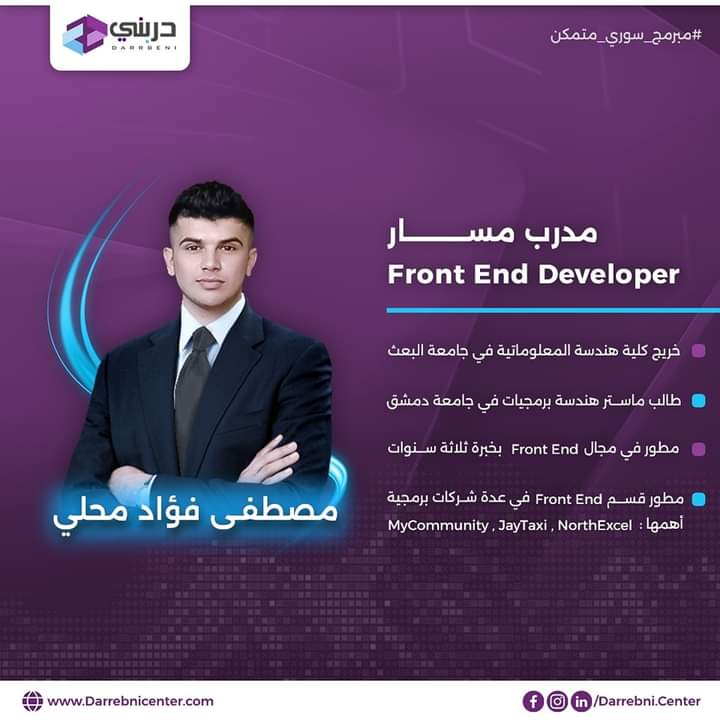 دربني
DARRBENI
#مبرمج_سوري_متمكن
مدرب مســـــــار
Front End Developer
خريج كلية هندسة المعلوماتية في جامعة البعث
طالب ماستر هندسة برمجيات في جامعة دمشق
مطور في مجال Front End بخبرة ثلاثة سنوات
مطور قسم Front End في عدة شركات برمجية
أهمها : MyCommunity , JayTaxi , NorthExcel
مصطفى فؤاد محلي
www.Darrebnicenter.com
/Darrebni.Center